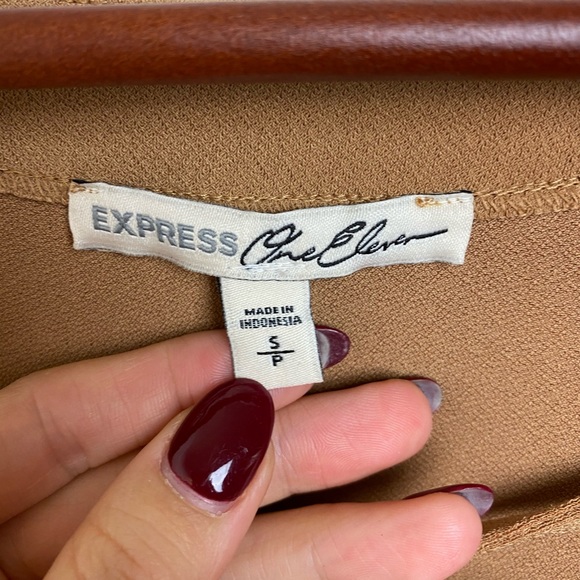 EXPRESS One Eleven
MADE IN
INDONESIA
S
P